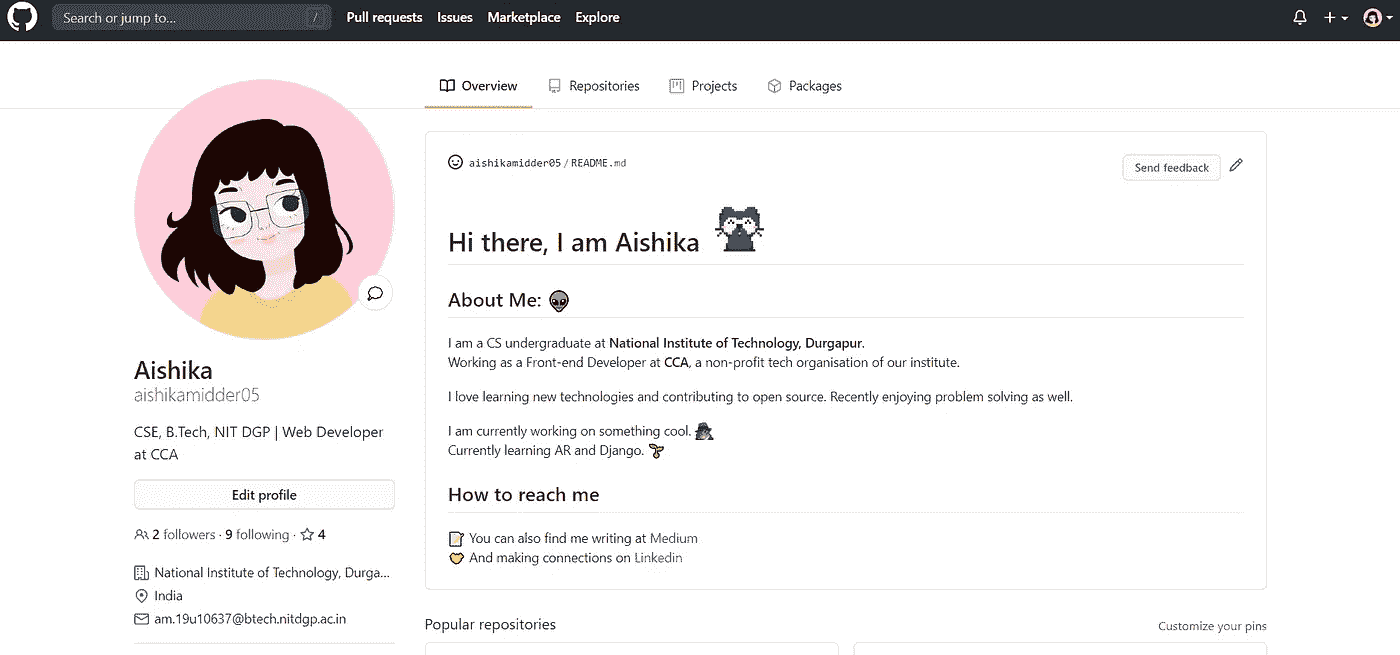 Search or jump to... /
Pull requests Issues Marketplace Explore
Overview Repositories Projects Packages
Aishika
aishikamidder05
CSE, B.Tech, NIT DGP | Web Developer
at CCA
Edit profile
2 followers · 9 following · 4
National Institute of Technology, Durga...
India
am.19u10637@btech.nitdgp.ac.in
aishikamidder05/README.md
Send feedback
Hi there, I am Aishika
About Me:
I am a CS undergraduate at National Institute of Technology, Durgapur.
Working as a Front-end Developer at CCA, a non-profit tech organisation of our institute.
I love learning new technologies and contributing to open source. Recently enjoying problem solving as well.
I am currently working on something cool.
Currently learning AR and Django.
How to reach me
You can also find me writing at Medium
And making connections on Linkedin
Popular repositories
Customize your pins